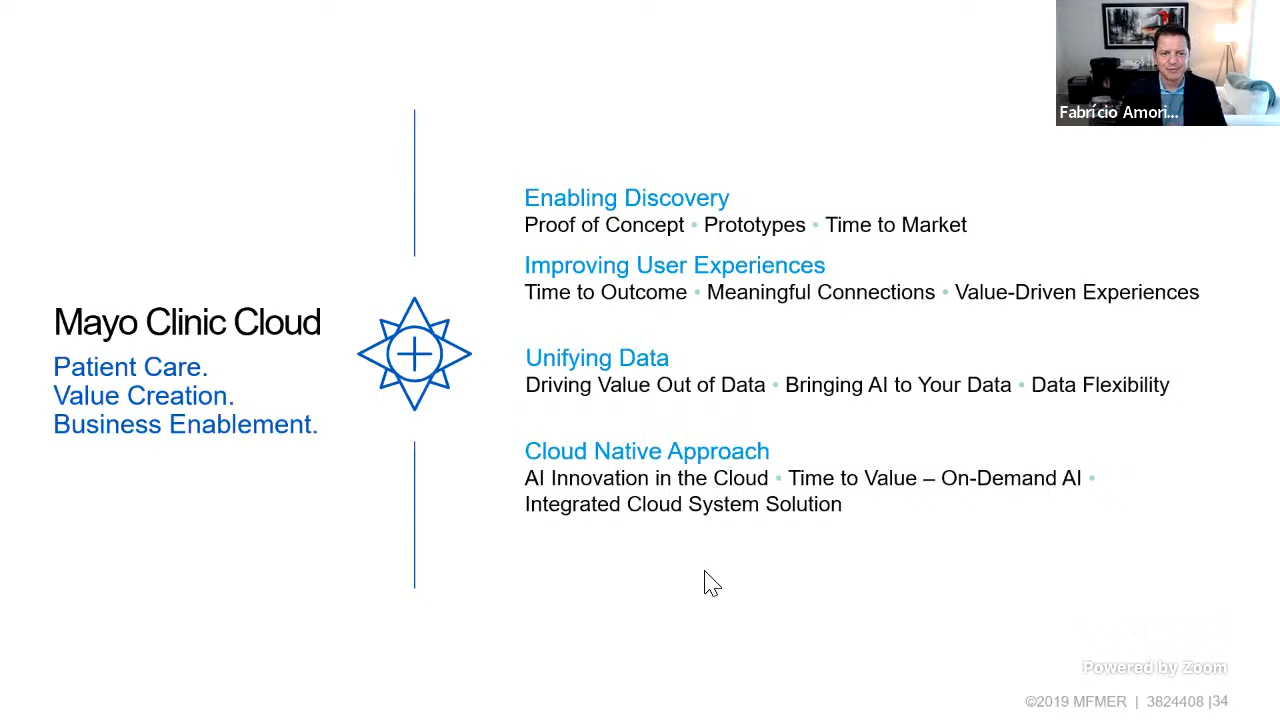 Fabrício Amori...
Enabling Discovery
Proof of Concept • Prototypes • Time to Market
Improving User Experiences
Time to Outcome • Meaningful Connections • Value-Driven Experiences
Mayo Clinic Cloud
Patient Care.
Value Creation.
Business Enablement.
Unifying Data
Driving Value Out of Data • Bringing AI to Your Data • Data Flexibility
Cloud Native Approach
AI Innovation in the Cloud • Time to Value – On-Demand AI •
Integrated Cloud System Solution
Powered by Zoom
©2019 MFMER | 3824408 |34